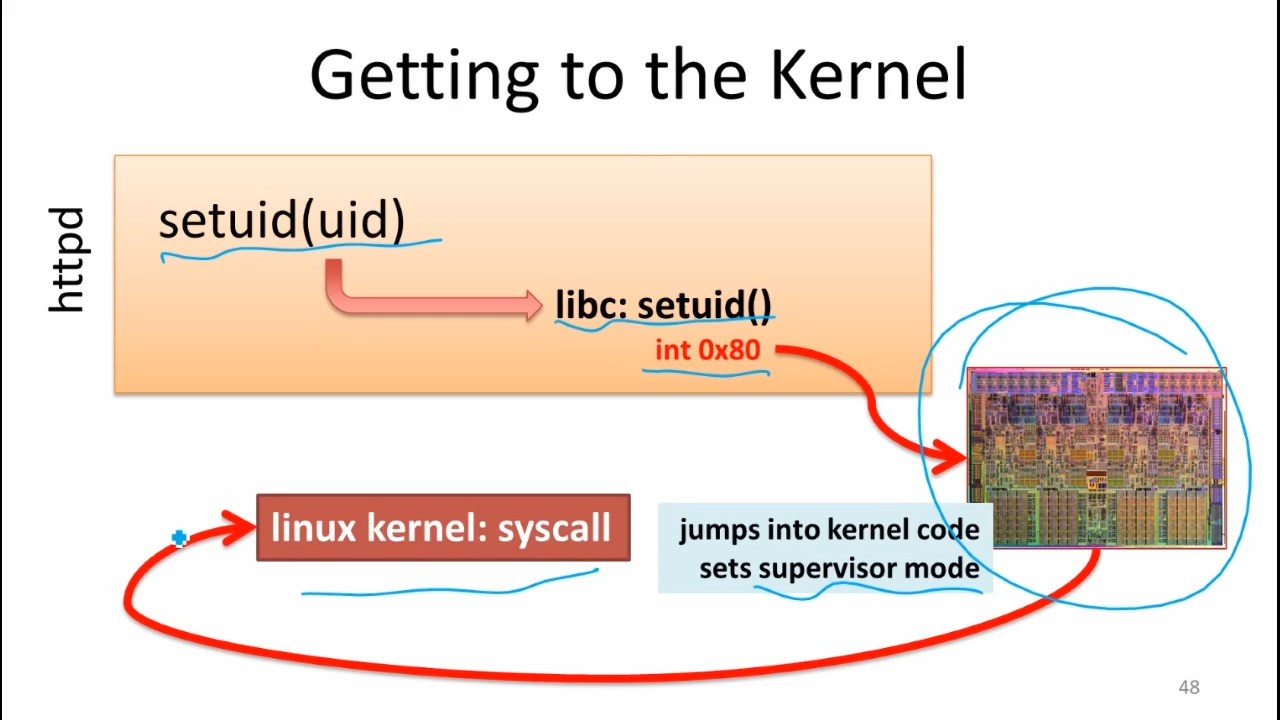 Getting to the Kernel
httpd
setuid(uid)
libc: setuid()
int 0x80
linux kernel: syscall
jumps into kernel code
sets supervisor mode
48